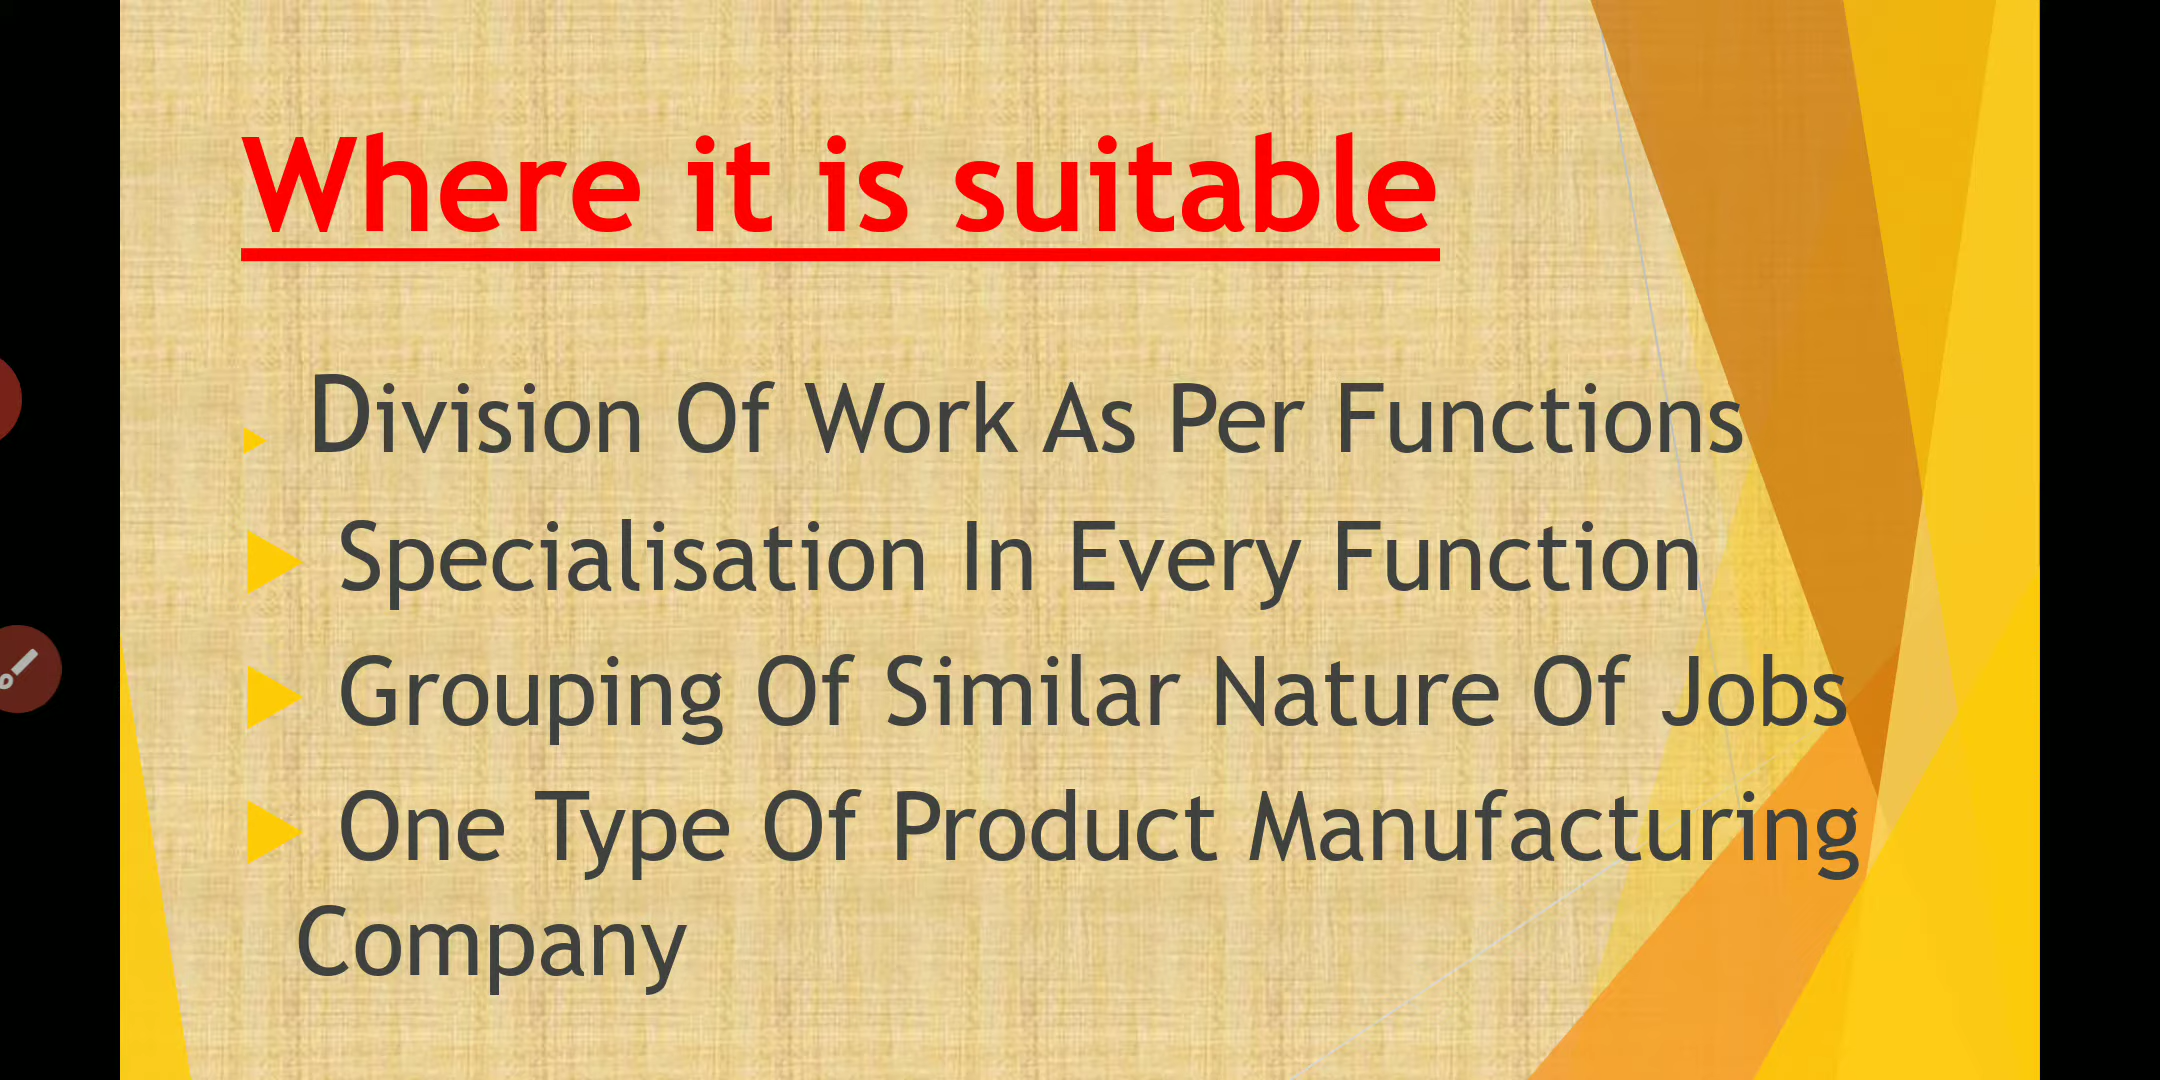 Where it is suitable
Division Of Work As Per Functions
Specialisation In Every Function
Grouping Of Similar Nature Of Jobs
One Type Of Product Manufacturing
Company